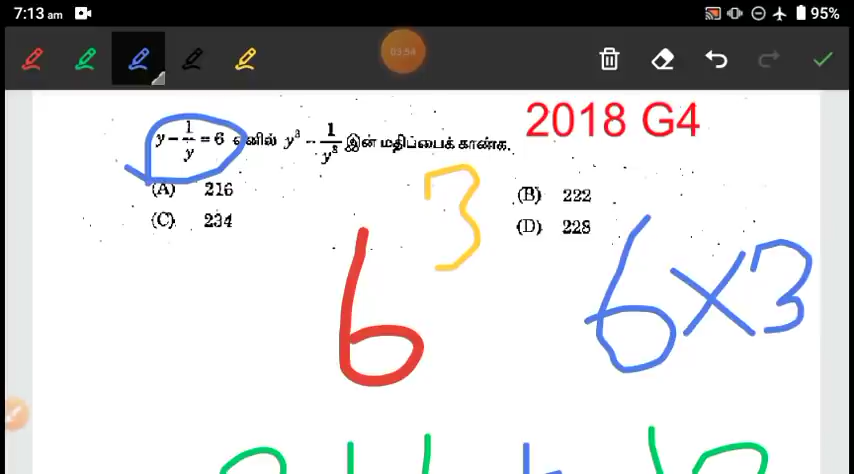 7:13 am 95%
03:54
y - 1/y = 6 எனில் y³ - 1/y³ இன் மதிப்பைக் காண்க.
2018 G4
(A) 216 (B) 222
(C) 234 (D) 228
6³ 6×3